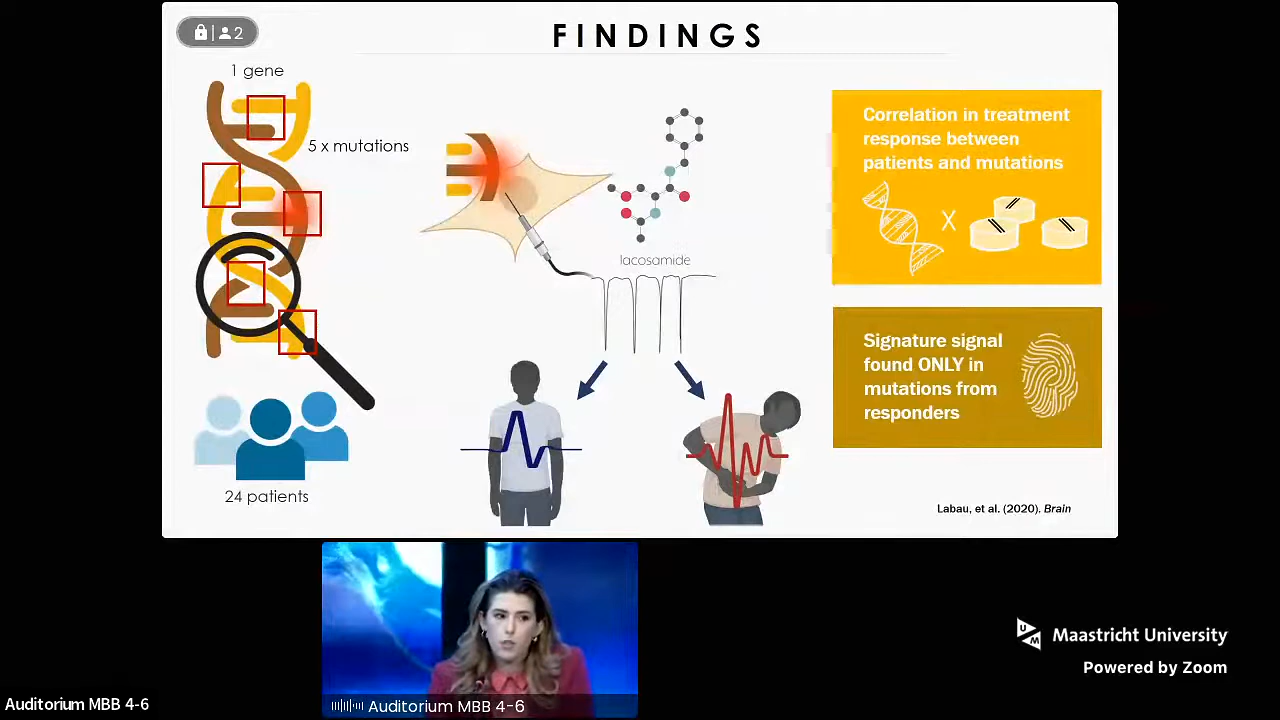 2
FINDINGS
1 gene
5 x mutations
24 patients
lacosamide
Correlation in treatment
response between
patients and mutations
X
Signature signal
found ONLY in
mutations from
responders
Labau, et al. (2020). Brain
Auditorium MBB 4-6
Auditorium MBB 4-6
UM
Maastricht University
Powered by Zoom